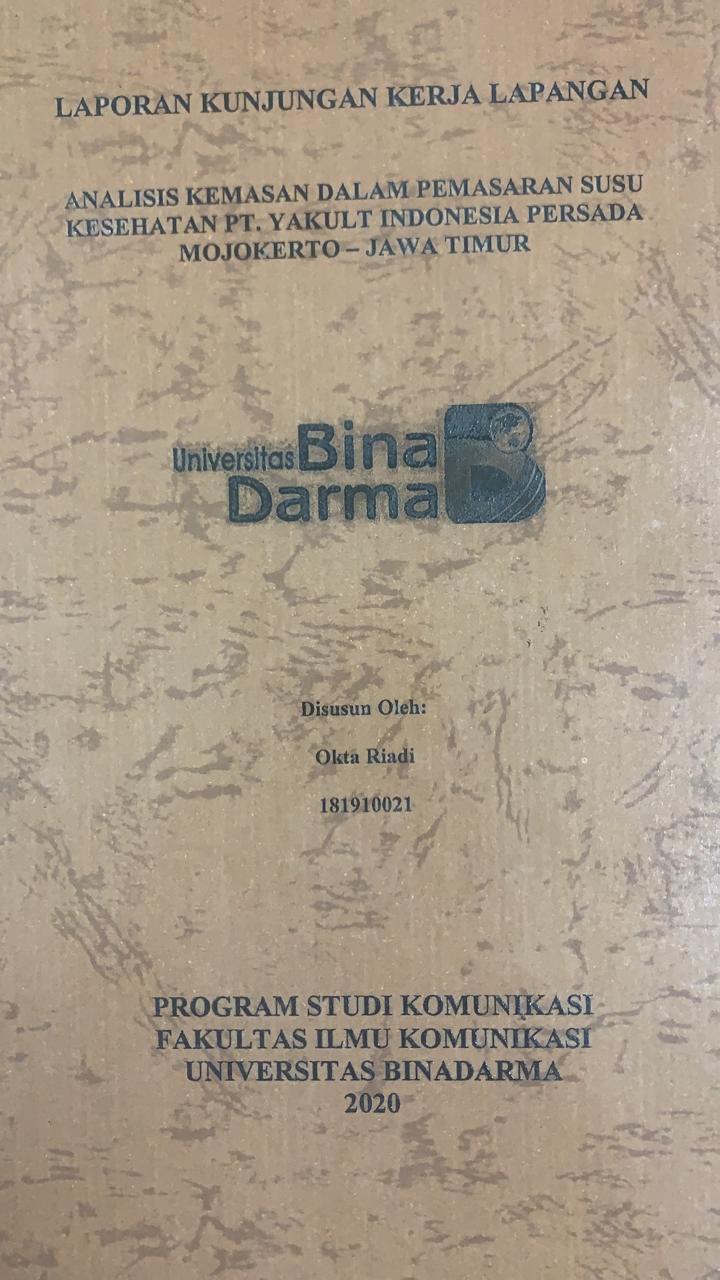 LAPORAN KUNJUNGAN KERJA LAPANGAN
ANALISIS KEMASAN DALAM PEMASARAN SUSU
KESEHATAN PT. YAKULT INDONESIA PERSADA
MOJOKERTO – JAWA TIMUR
Universitas Bina
Darma
Disusun Oleh:
Okta Riadi
181910021
PROGRAM STUDI KOMUNIKASI
FAKULTAS ILMU KOMUNIKASI
UNIVERSITAS BINADARMA
2020